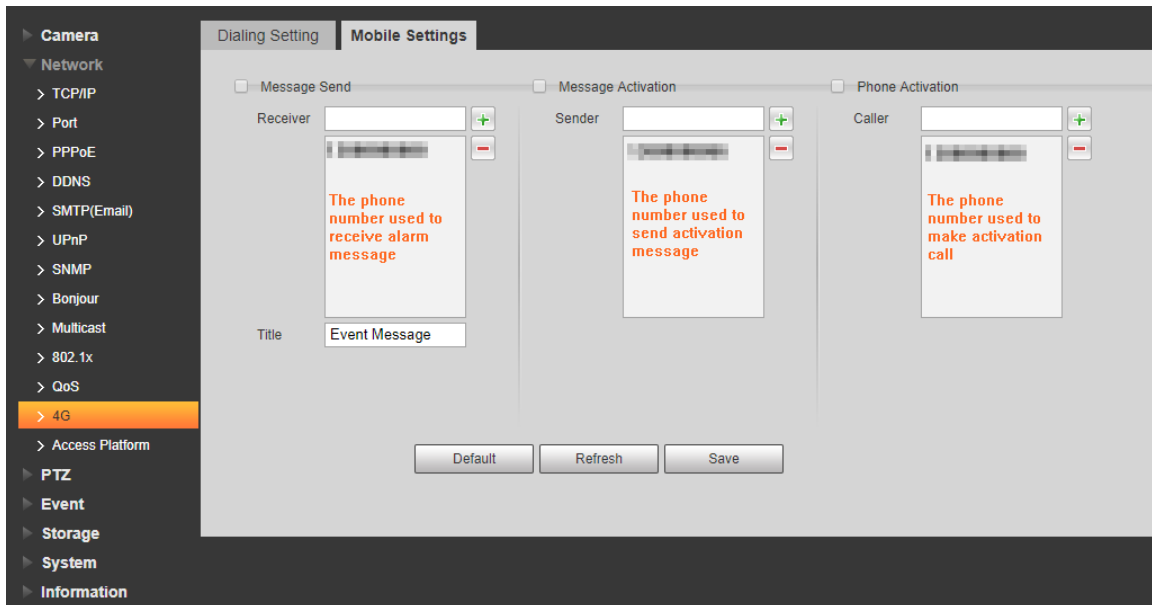 Camera
Network
TCP/IP
Port
PPPoE
DDNS
SMTP(Email)
UPnP
SNMP
Bonjour
Multicast
802.1x
QoS
4G
Access Platform
PTZ
Event
Storage
System
Information
Dialing Setting
Mobile Settings
Message Send
Receiver
The phone
number used to
receive alarm
message
Title
Event Message
Message Activation
Sender
The phone
number used to
send activation
message
Phone Activation
Caller
The phone
number used to
make activation
call
Default
Refresh
Save